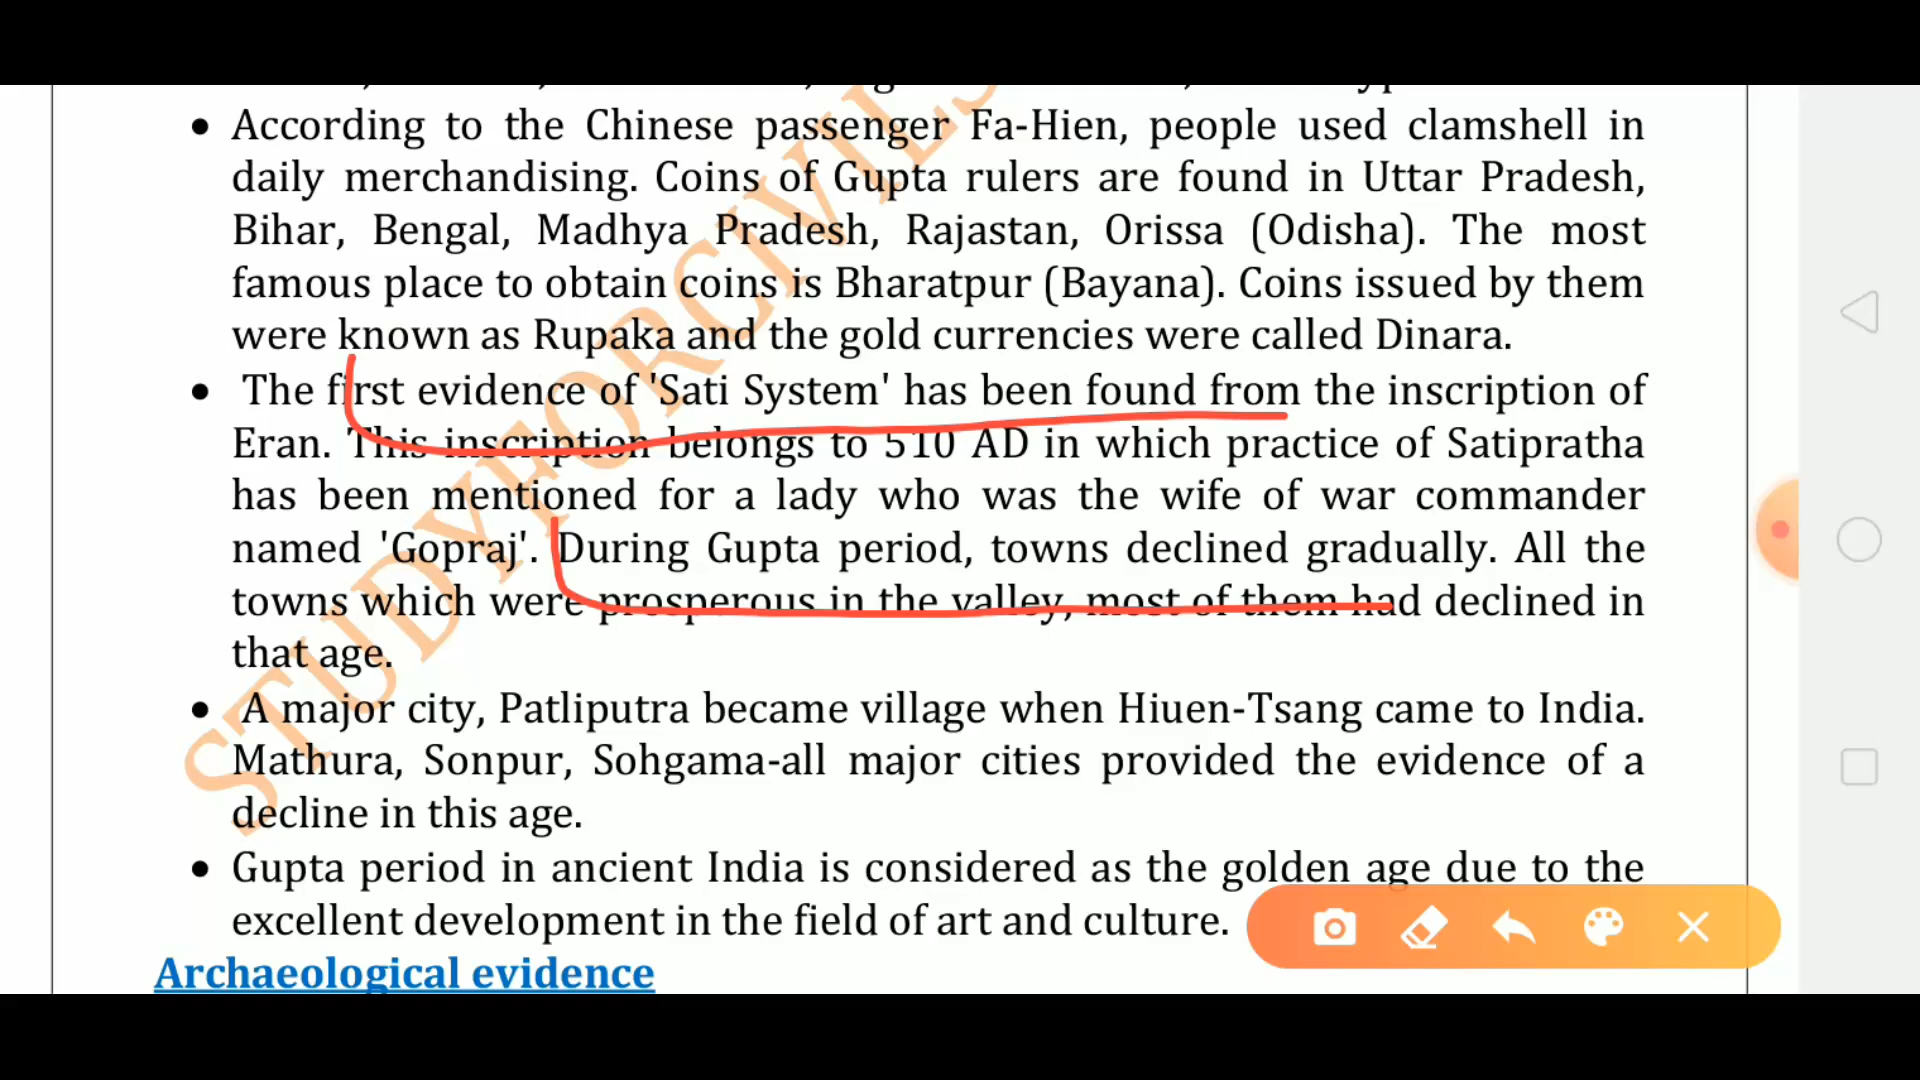 According to the Chinese passenger Fa-Hien, people used clamshell in
daily merchandising. Coins of Gupta rulers are found in Uttar Pradesh,
Bihar, Bengal, Madhya Pradesh, Rajastan, Orissa (Odisha). The most
famous place to obtain coins is Bharatpur (Bayana). Coins issued by them
were known as Rupaka and the gold currencies were called Dinara.
The first evidence of 'Sati System' has been found from the inscription of
Eran. This inscription belongs to 510 AD in which practice of Satipratha
has been mentioned for a lady who was the wife of war commander
named 'Gopraj'. During Gupta period, towns declined gradually. All the
towns which were prosperous in the valley, most of them had declined in
that age.
A major city, Patliputra became village when Hiuen-Tsang came to India.
Mathura, Sonpur, Sohgama-all major cities provided the evidence of a
decline in this age.
Gupta period in ancient India is considered as the golden age due to the
excellent development in the field of art and culture.
Archaeological evidence
STUDYFORCIVILS